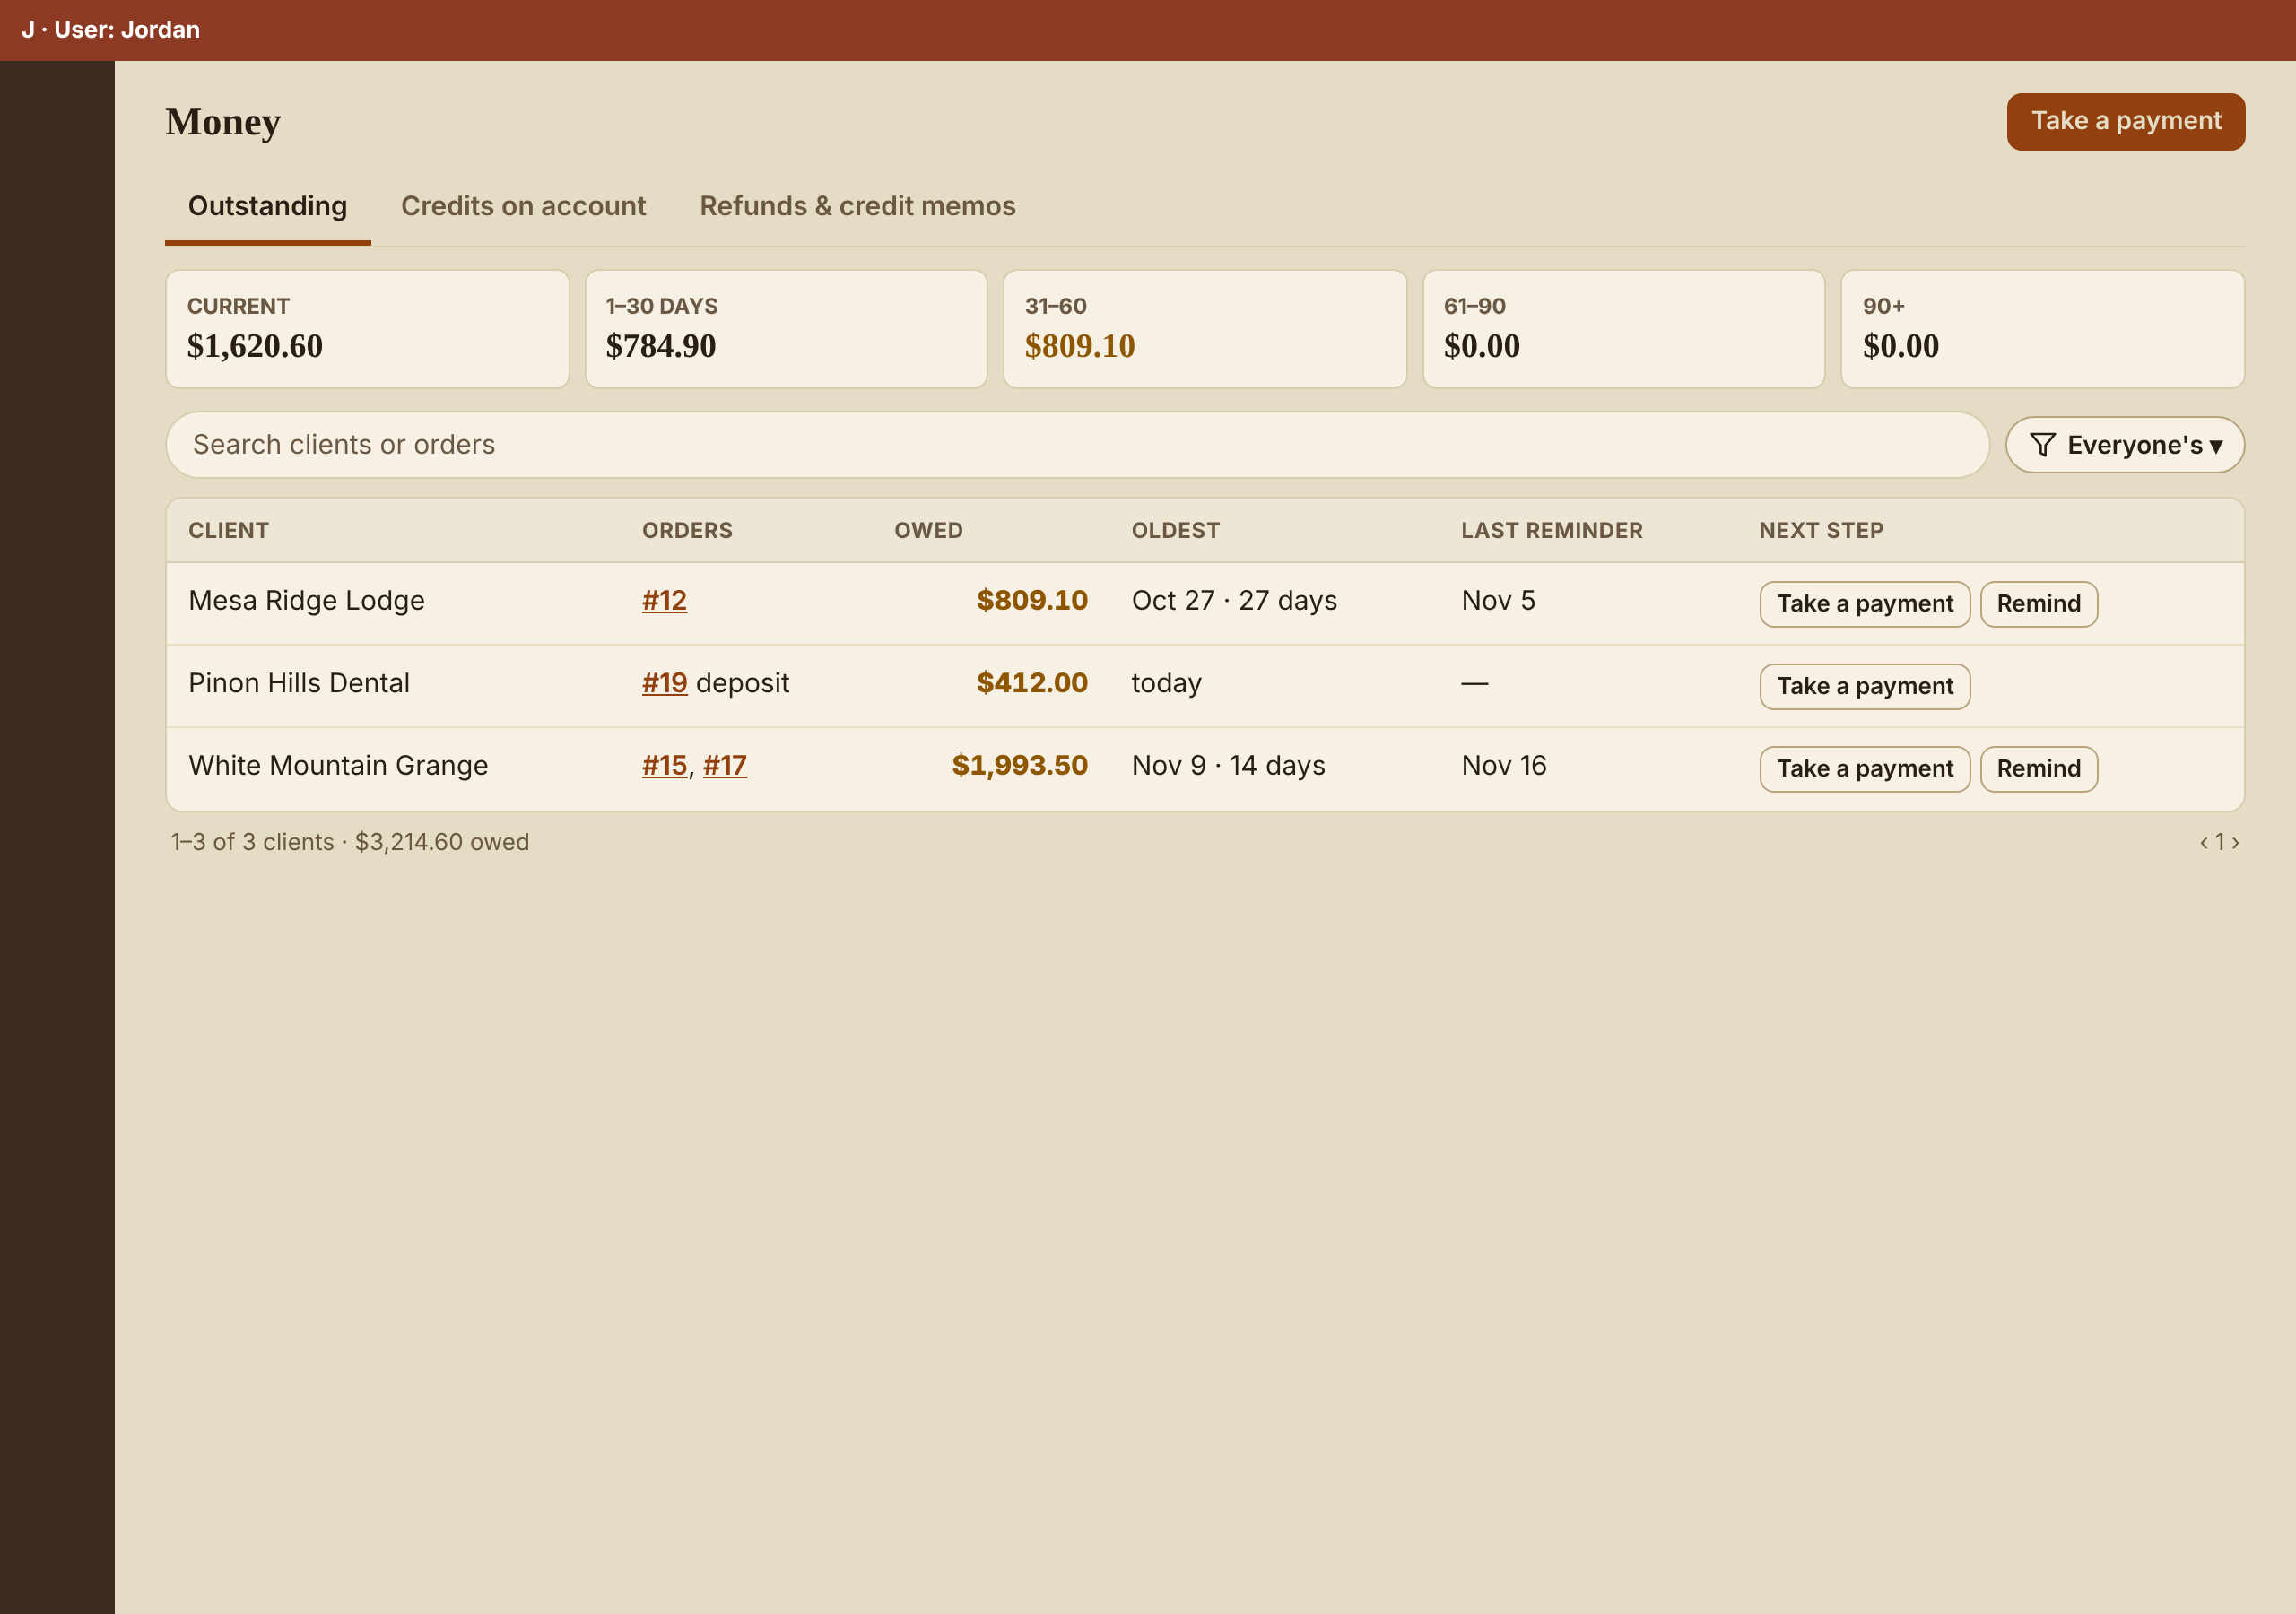 J · User: Jordan
Money
Take a payment
Outstanding Credits on account Refunds & credit memos
CURRENT 1–30 DAYS 31–60 61–90 90+
$1,620.60 $784.90 $809.10 $0.00 $0.00
Search clients or orders Everyone's ▾
CLIENT ORDERS OWED OLDEST LAST REMINDER NEXT STEP
Mesa Ridge Lodge #12 $809.10 Oct 27 · 27 days Nov 5 Take a payment Remind
Pinon Hills Dental #19 deposit $412.00 today — Take a payment
White Mountain Grange #15, #17 $1,993.50 Nov 9 · 14 days Nov 16 Take a payment Remind
1–3 of 3 clients · $3,214.60 owed ‹ 1 ›